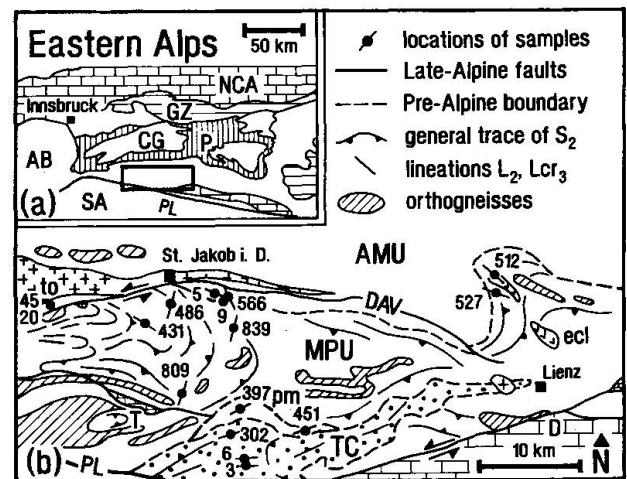 Eastern Alps
50 km
NCA
Innsbruck
GZ
CG
P
AB
(a)
SA
PL
locations of samples
Late-Alpine faults
Pre-Alpine boundary
general trace of S2
lineations L2, Lcr3
orthogneisses
St. Jakob i. D.
AMU
512
to
45
20
5
566
9
486
431
839
DAV
527
ecl
MPU
Lienz
809
397
pm
451
T
302
TC
D
6
3
(b)
PL
10 km
N